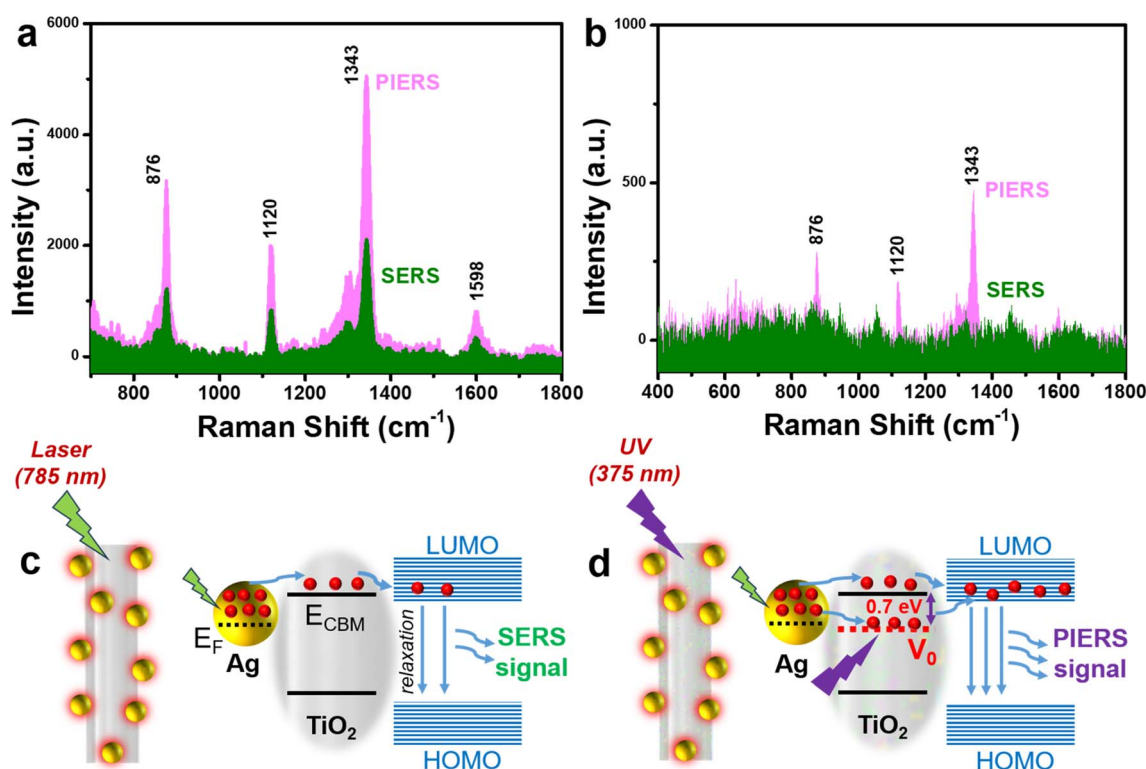 a
6000
4000
2000
0
Intensity (a.u.)
876
1120
1343
1598
PIERS
SERS
800
1000
1200
1400
1600
1800
Raman Shift (cm-1)
b
1000
500
0
Intensity (a.u.)
876
1120
1343
PIERS
SERS
400
600
800
1000
1200
1400
1600
1800
Raman Shift (cm-1)
Laser
(785 nm)
c
EF
Ag
ECBM
TiO2
LUMO
relaxation
SERS
signal
HOMO
UV
(375 nm)
d
Ag
0.7 eV
V0
TiO2
LUMO
PIERS
signal
HOMO